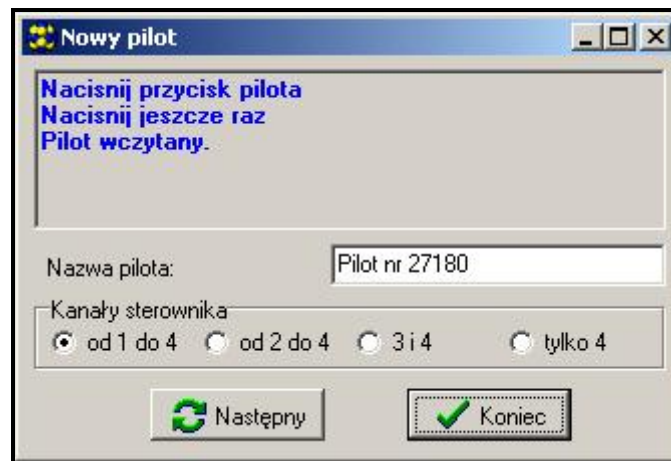 Nowy pilot
Nacisnij przycisk pilota
Nacisnij jeszcze raz
Pilot wczytany.
Nazwa pilota: Pilot nr 27180
Kanały sterownika
od 1 do 4 od 2 do 4 3 i 4 tylko 4
Następny Koniec